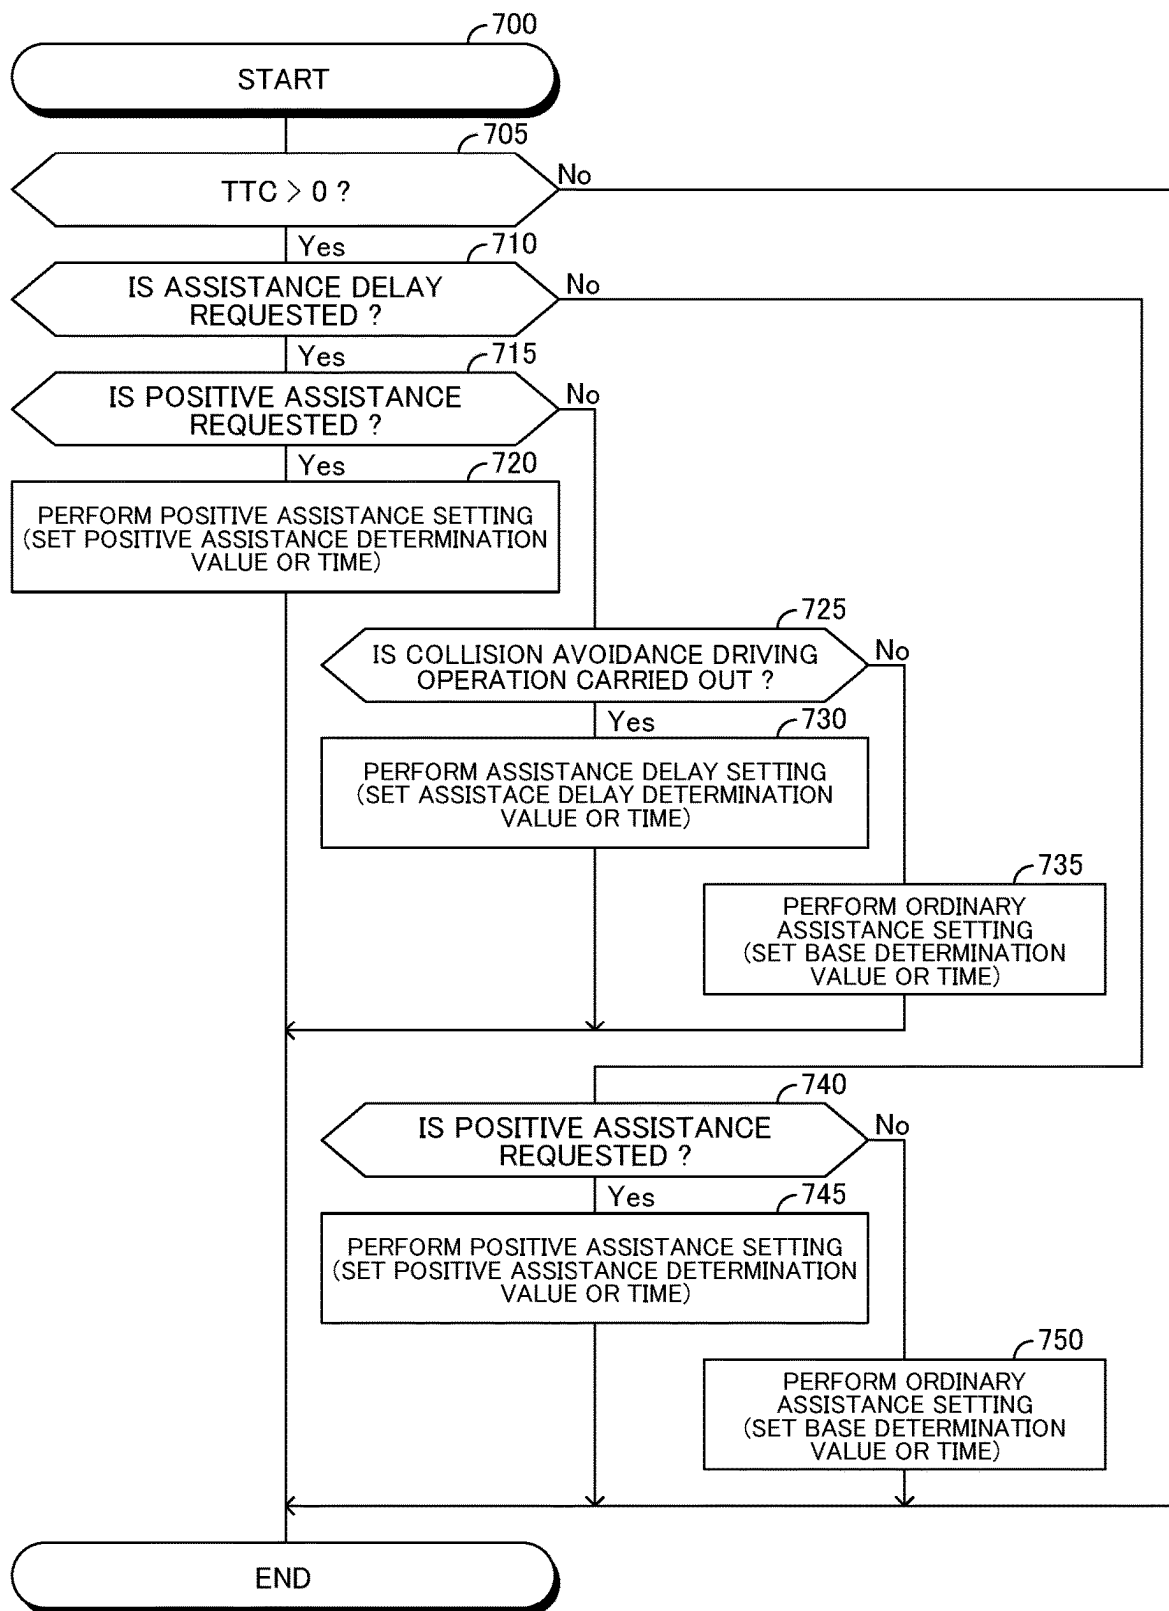 700
START
705
TTC > 0 ?
No
Yes
710
IS ASSISTANCE DELAY
REQUESTED ?
No
Yes
715
IS POSITIVE ASSISTANCE
REQUESTED ?
No
Yes
720
PERFORM POSITIVE ASSISTANCE SETTING
(SET POSITIVE ASSISTANCE DETERMINATION
VALUE OR TIME)
725
IS COLLISION AVOIDANCE DRIVING
OPERATION CARRIED OUT ?
No
Yes
730
PERFORM ASSISTANCE DELAY SETTING
(SET ASSISTACE DELAY DETERMINATION
VALUE OR TIME)
735
PERFORM ORDINARY
ASSISTANCE SETTING
(SET BASE DETERMINATION
VALUE OR TIME)
740
IS POSITIVE ASSISTANCE
REQUESTED ?
No
Yes
745
PERFORM POSITIVE ASSISTANCE SETTING
(SET POSITIVE ASSISTANCE DETERMINATION
VALUE OR TIME)
750
PERFORM ORDINARY
ASSISTANCE SETTING
(SET BASE DETERMINATION
VALUE OR TIME)
END